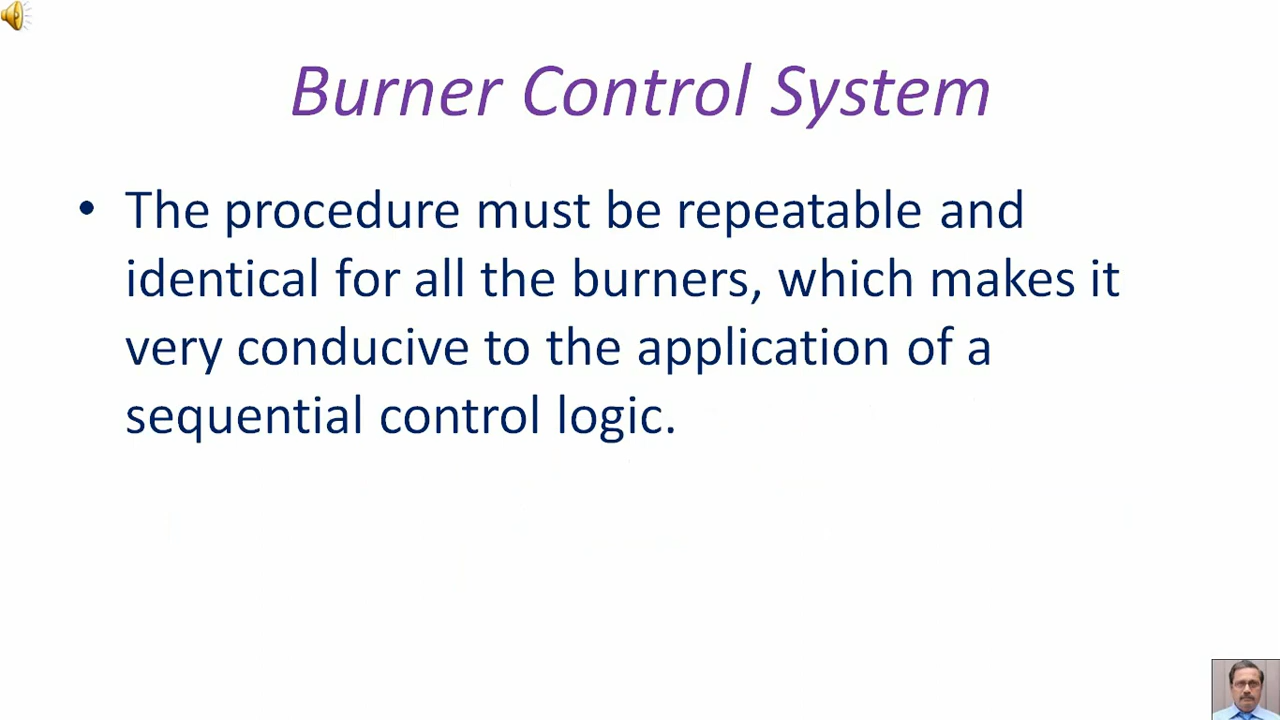 Burner Control System
• The procedure must be repeatable and
identical for all the burners, which makes it
very conducive to the application of a
sequential control logic.